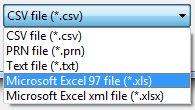 CSV file (*.csv)
CSV file (*.csv)
PRN file (*.prn)
Text file (*.txt)
Microsoft Excel 97 file (*.xls)
Microsoft Excel xml file (*.xlsx)